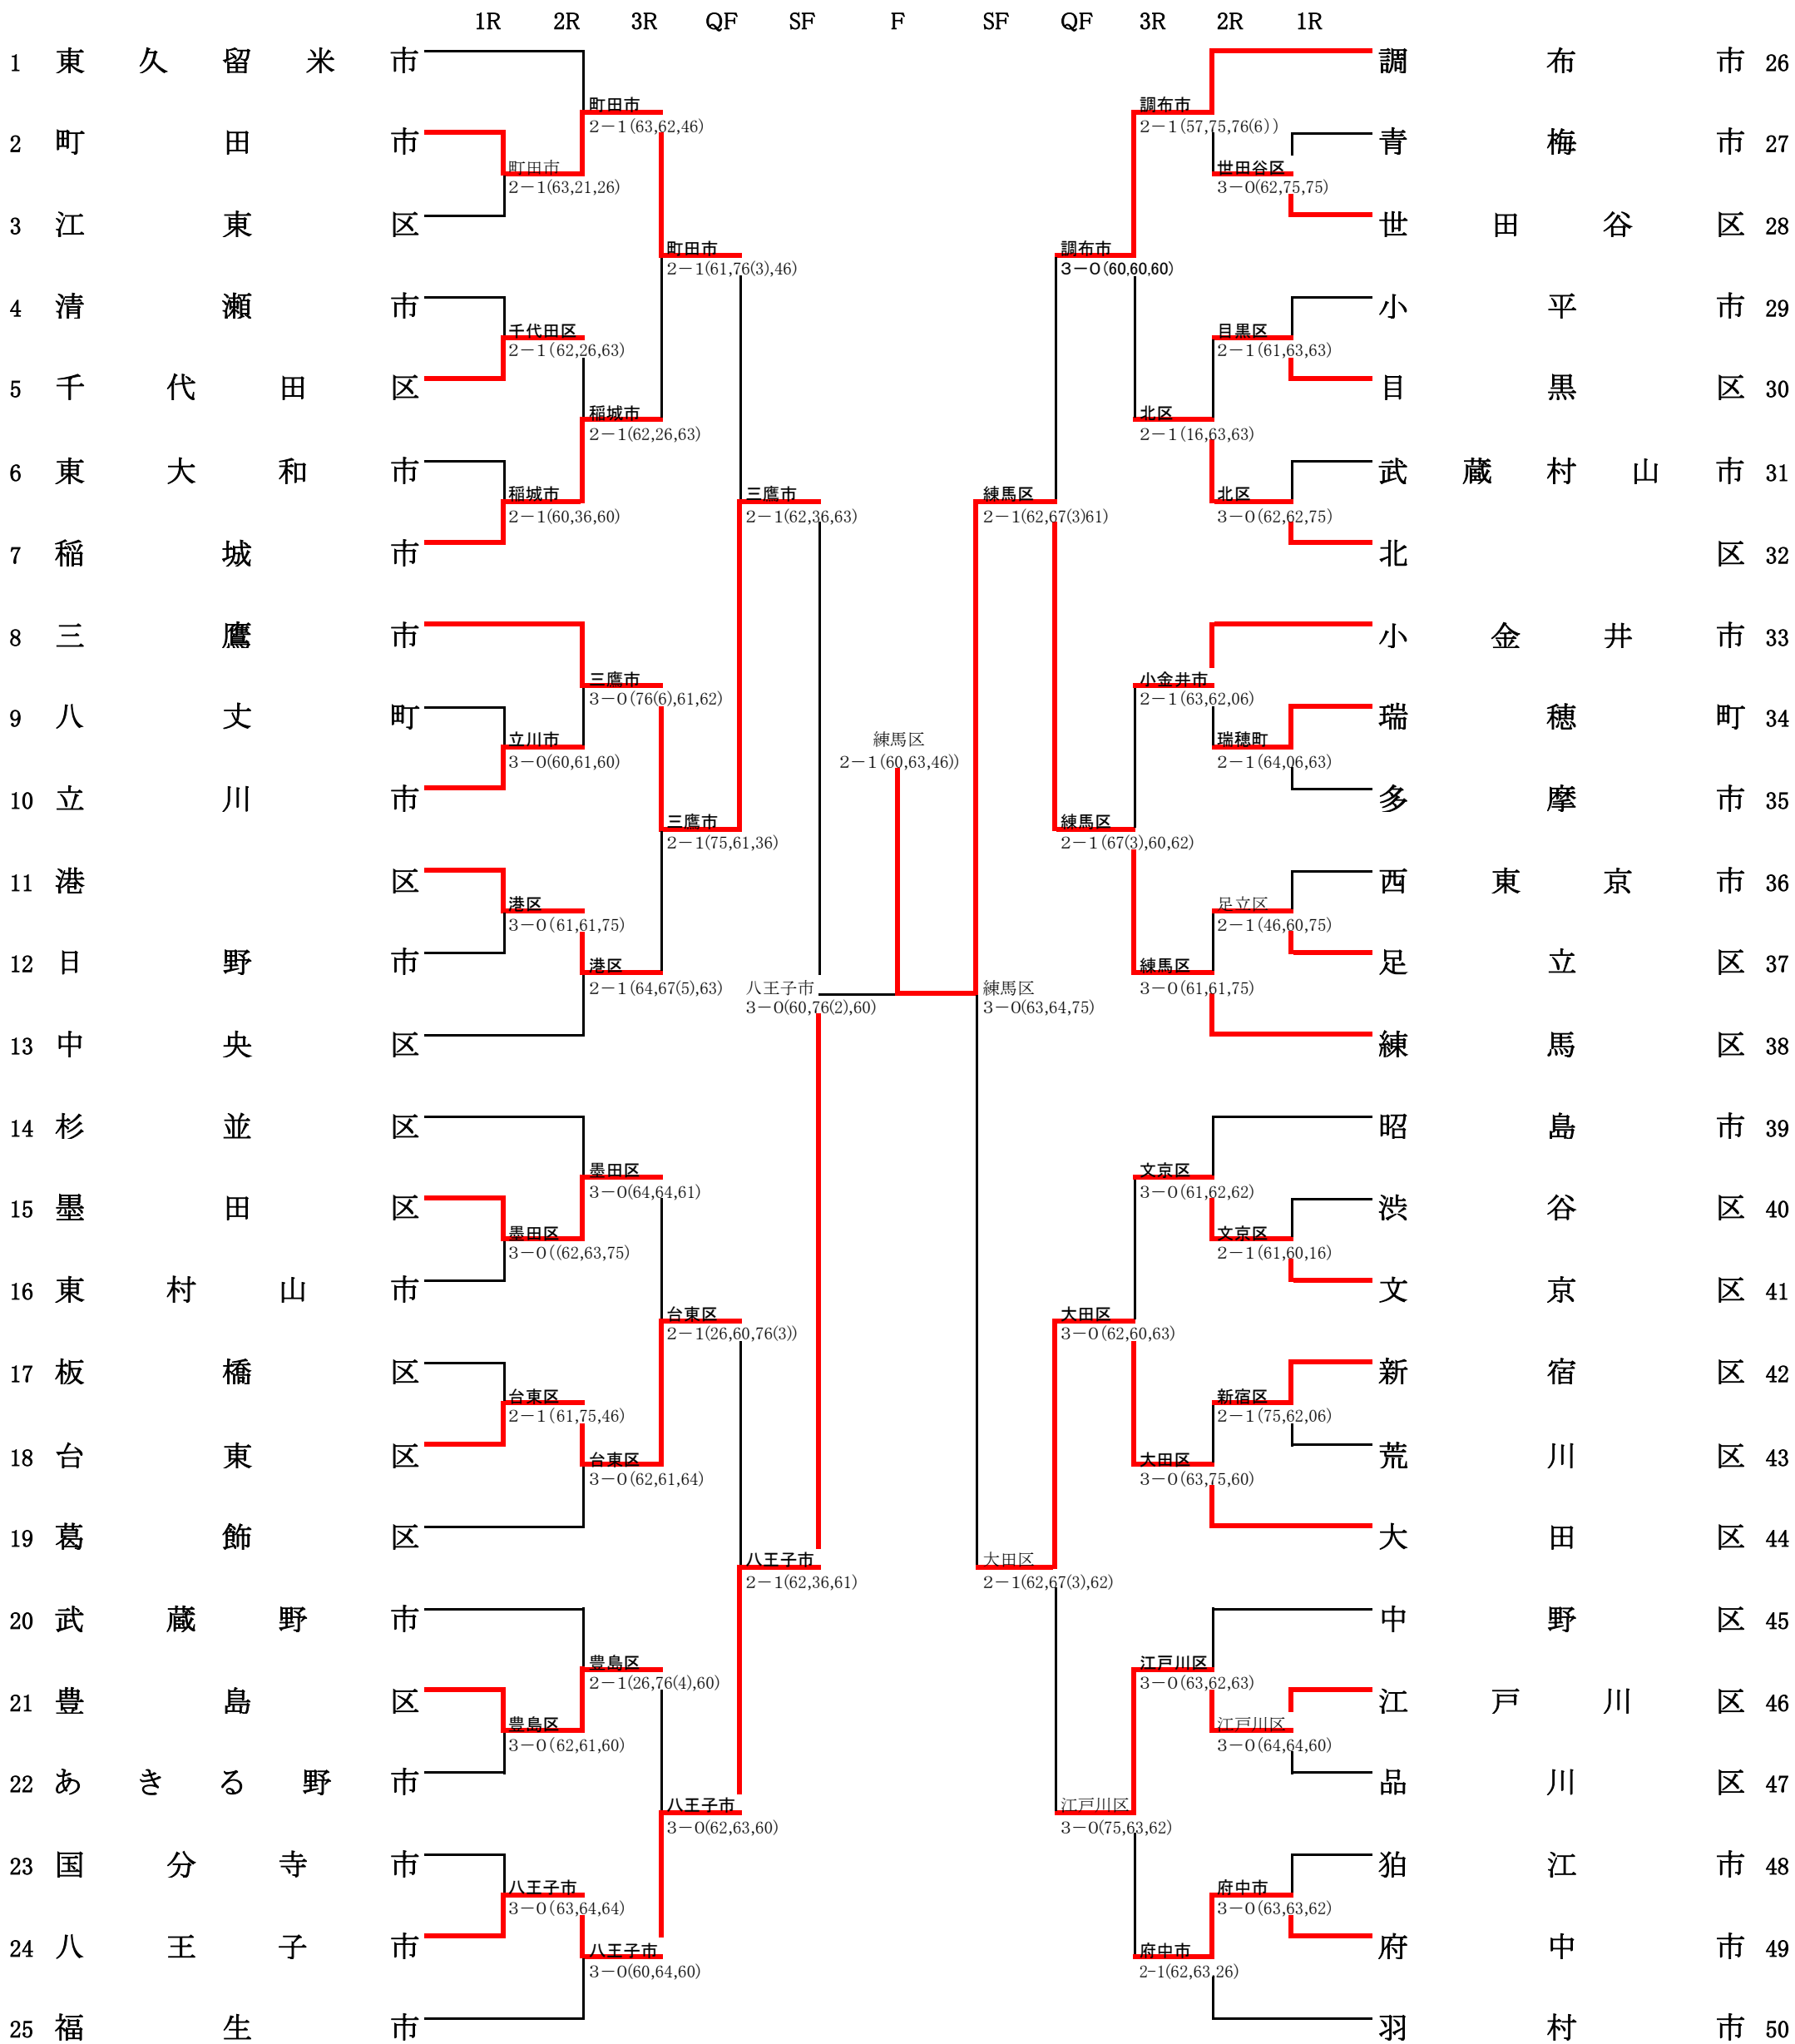 1R 2R 3R QF SF F SF QF 3R 2R 1R
1 東久留米市 調布市 26
町田市 調布市
2－1(63,62,46) 2－1(57,75,76(6))
2 町田市 青梅市 27
町田市 世田谷区
2－1(63,21,26) 3－0(62,75,75)
3 江東区 世田谷区 28
町田市 調布市
2－1(61,76(3),46) 3－0(60,60,60)
4 清瀬市 小平市 29
千代田区 目黒区
2－1(62,26,63) 2－1(61,63,63)
5 千代田区 目黒区 30
稲城市 北区
2－1(62,26,63) 2－1(16,63,63)
6 東大和市 武蔵村山市 31
稲城市 三鷹市 練馬区 北区
2－1(60,36,60) 2－1(62,36,63) 2－1(62,67(3)61) 3－0(62,62,75)
7 稲城市 北区 32
8 三鷹市 小金井市 33
三鷹市 小金井市
3－0(76(6),61,62) 2－1(63,62,06)
9 八丈町 瑞穂町 34
立川市 練馬区 瑞穂町
3－0(60,61,60) 2－1(60,63,46)) 2－1(64,06,63)
10 立川市 多摩市 35
三鷹市 練馬区
2－1(75,61,36) 2－1(67(3),60,62)
11 港区 西東京市 36
港区 足立区
3－0(61,61,75) 2－1(46,60,75)
12 日野市 足立区 37
港区 練馬区
2－1(64,67(5),63) 3－0(61,61,75)
八王子市 練馬区
3－0(60,76(2),60) 3－0(63,64,75)
13 中央区 練馬区 38
14 杉並区 昭島市 39
墨田区 文京区
3－0(64,64,61) 3－0(61,62,62)
15 墨田区 渋谷区 40
墨田区 文京区
3－0((62,63,75) 2－1(61,60,16)
16 東村山市 文京区 41
台東区 大田区
2－1(26,60,76(3)) 3－0(62,60,63)
17 板橋区 新宿区 42
台東区 新宿区
2－1(61,75,46) 2－1(75,62,06)
18 台東区 荒川区 43
台東区 大田区
3－0(62,61,64) 3－0(63,75,60)
19 葛飾区 大田区 44
八王子市 大田区
2－1(62,36,61) 2－1(62,67(3),62)
20 武蔵野市 中野区 45
豊島区 江戸川区
2－1(26,76(4),60) 3－0(63,62,63)
21 豊島区 江戸川区 46
豊島区 江戸川区
3－0(62,61,60) 3－0(64,64,60)
22 あきる野市 品川区 47
八王子市 江戸川区
3－0(62,63,60) 3－0(75,63,62)
23 国分寺市 狛江市 48
八王子市 府中市
3－0(63,64,64) 3－0(63,63,62)
24 八王子市 府中市 49
八王子市 府中市
3－0(60,64,60) 2-1(62,63,26)
25 福生市 羽村市 50